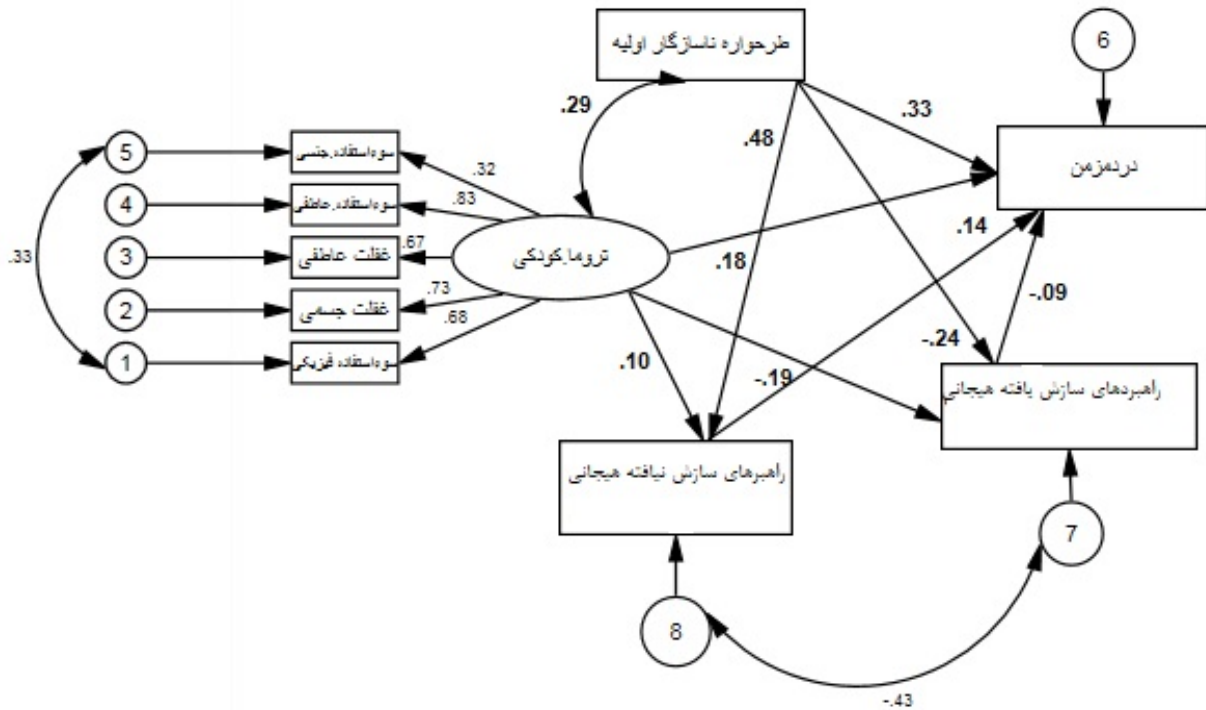 طرحواره ناسازگار اولیه
6
.29
.33
.48
5
سوءاستفاده.جنسی
.32
دردمزمن
4
سوءاستفاده.عاطفی
.83
.33
3
غفلت عاطفی
.67
تروما.کودکی
.18
.14
2
غفلت جسمی
.73
-.09
1
سوءاستفاده فیزیکی
.68
.10
-.19
-.24
راهبردهای سازش یافته هیجانی
راهبرهای سازش نیافته هیجانی
7
8
-.43